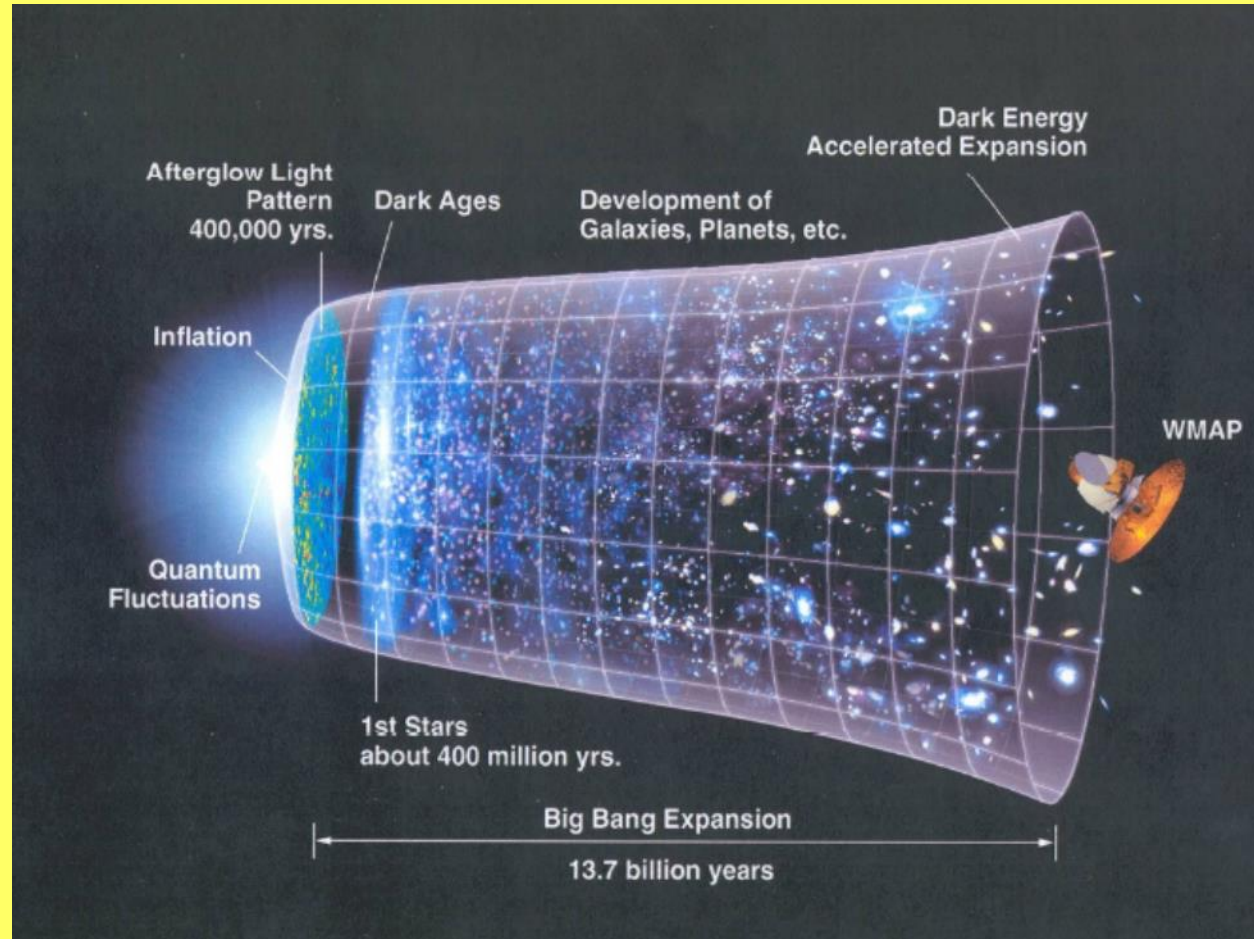 Dark Energy
Accelerated Expansion
Afterglow Light
Pattern
400,000 yrs.
Dark Ages
Development of
Galaxies, Planets, etc.
Inflation
WMAP
Quantum
Fluctuations
1st Stars
about 400 million yrs.
Big Bang Expansion
13.7 billion years